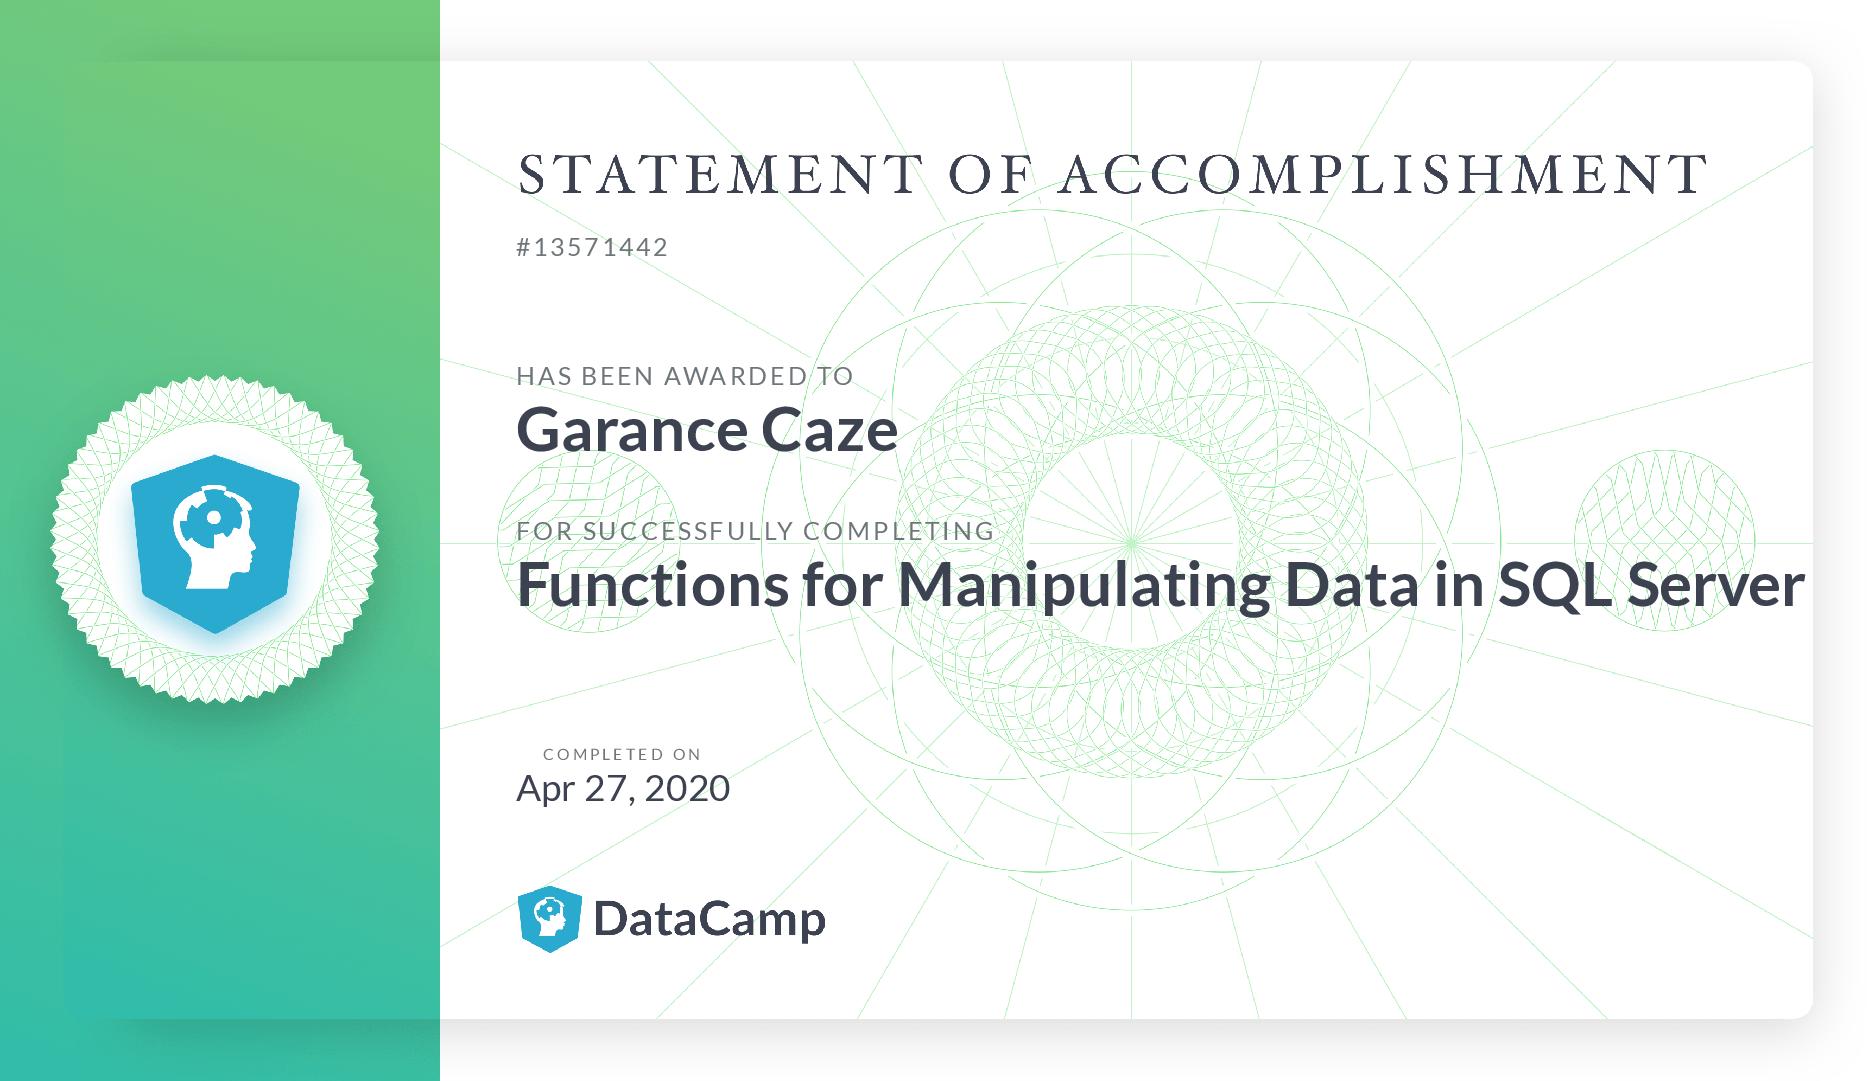 STATEMENT OF ACCOMPLISHMENT
#13571442
HAS BEEN AWARDED TO
Garance Caze
FOR SUCCESSFULLY COMPLETING
Functions for Manipulating Data in SQL Server
COMPLETED ON
Apr 27, 2020
DataCamp